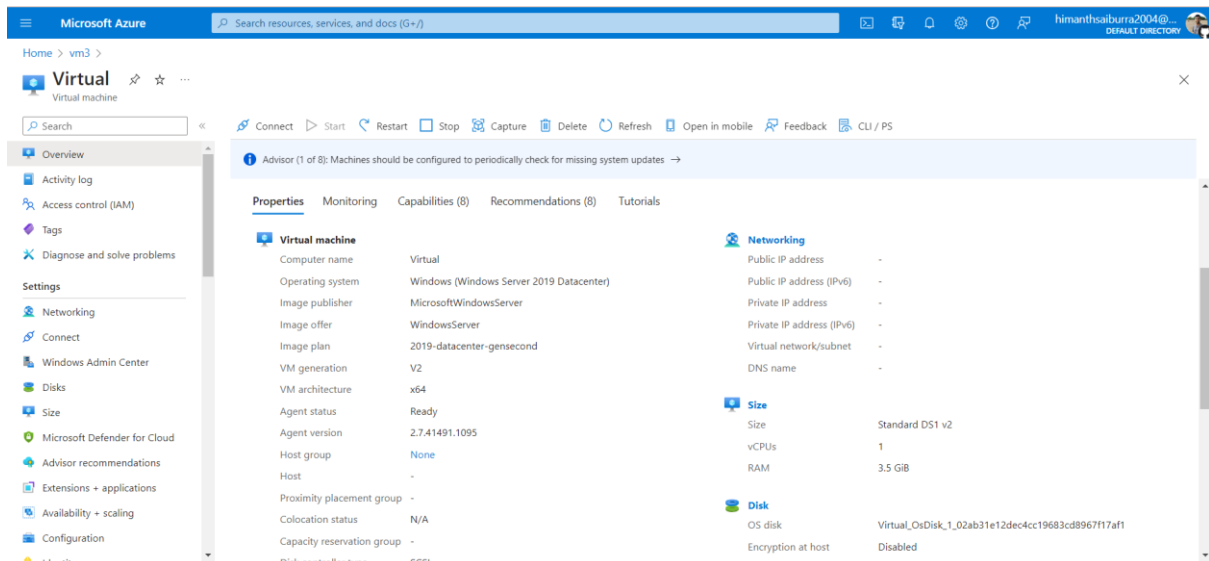 Microsoft Azure
Search resources, services, and docs (G+/)
himanthsaiburra2004@...
DEFAULT DIRECTORY
Home > vm3 >
Virtual
Virtual machine
Search
«
Connect Start Restart Stop Capture Delete Refresh Open in mobile Feedback CLI / PS
Advisor (1 of 8): Machines should be configured to periodically check for missing system updates →
Overview
Activity log
Access control (IAM)
Tags
Diagnose and solve problems
Settings
Networking
Connect
Windows Admin Center
Disks
Size
Microsoft Defender for Cloud
Advisor recommendations
Extensions + applications
Availability + scaling
Configuration
Properties Monitoring Capabilities (8) Recommendations (8) Tutorials
Virtual machine
Computer name Virtual
Operating system Windows (Windows Server 2019 Datacenter)
Image publisher MicrosoftWindowsServer
Image offer WindowsServer
Image plan 2019-datacenter-gensecond
VM generation V2
VM architecture x64
Agent status Ready
Agent version 2.7.41491.1095
Host group None
Host -
Proximity placement group -
Colocation status N/A
Capacity reservation group -
Networking
Public IP address -
Public IP address (IPv6) -
Private IP address -
Private IP address (IPv6) -
Virtual network/subnet -
DNS name -
Size
Size Standard DS1 v2
vCPUs 1
RAM 3.5 GiB
Disk
OS disk Virtual_OsDisk_1_02ab31e12dec4cc19683cd8967f17af1
Encryption at host Disabled